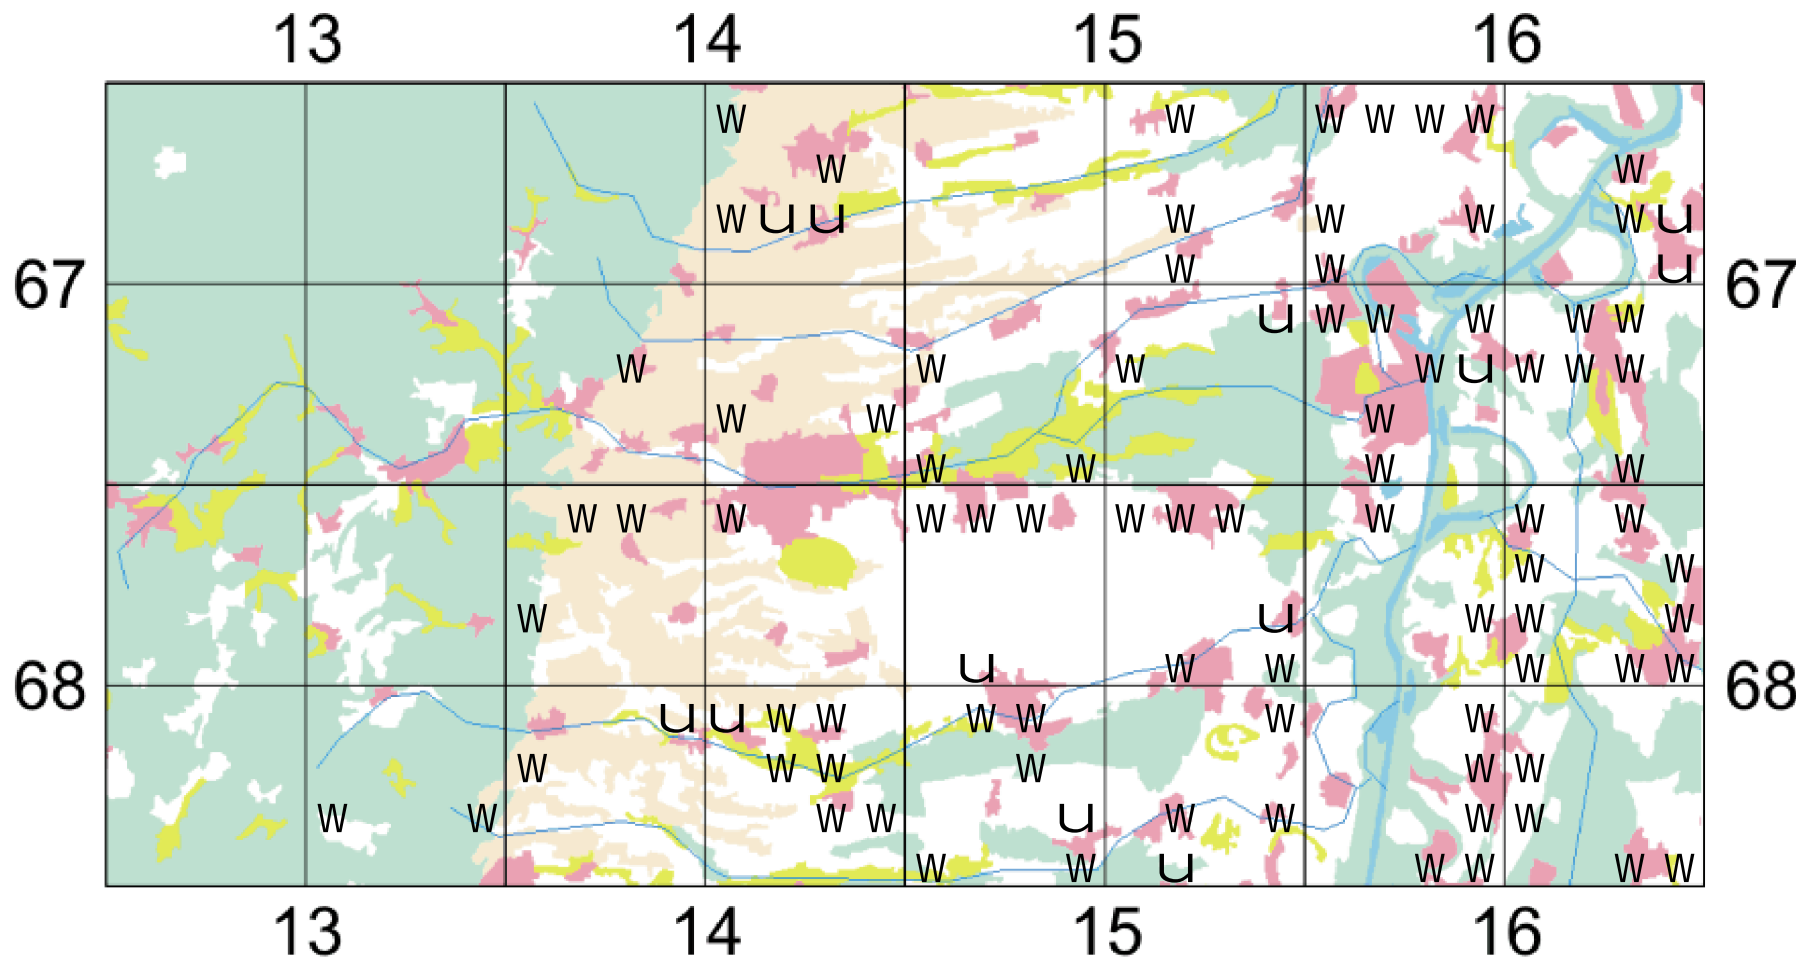 13 14 15 16
W W W W W W
W W
W u u W W W W u
W W u
67 67
u W W W W W
W W W W u W W W
W W W
W W W W
W W W W W W W W W W W W
W W
W u W W W
u W W W W W
68 68
u u W W W W W W
W W W W W W
W W W W u W W W W
W W u W W W W
13 14 15 16